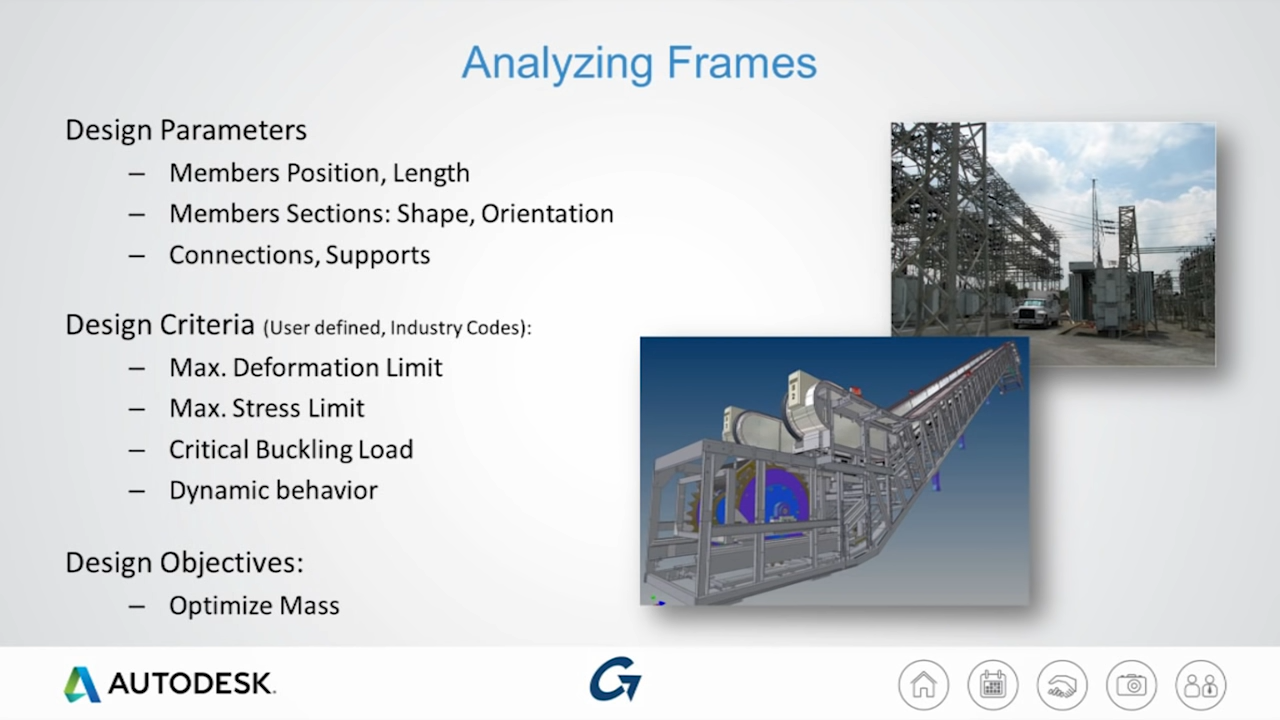 Analyzing Frames
Design Parameters
– Members Position, Length
– Members Sections: Shape, Orientation
– Connections, Supports
Design Criteria (User defined, Industry Codes):
– Max. Deformation Limit
– Max. Stress Limit
– Critical Buckling Load
– Dynamic behavior
Design Objectives:
– Optimize Mass
AUTODESK.